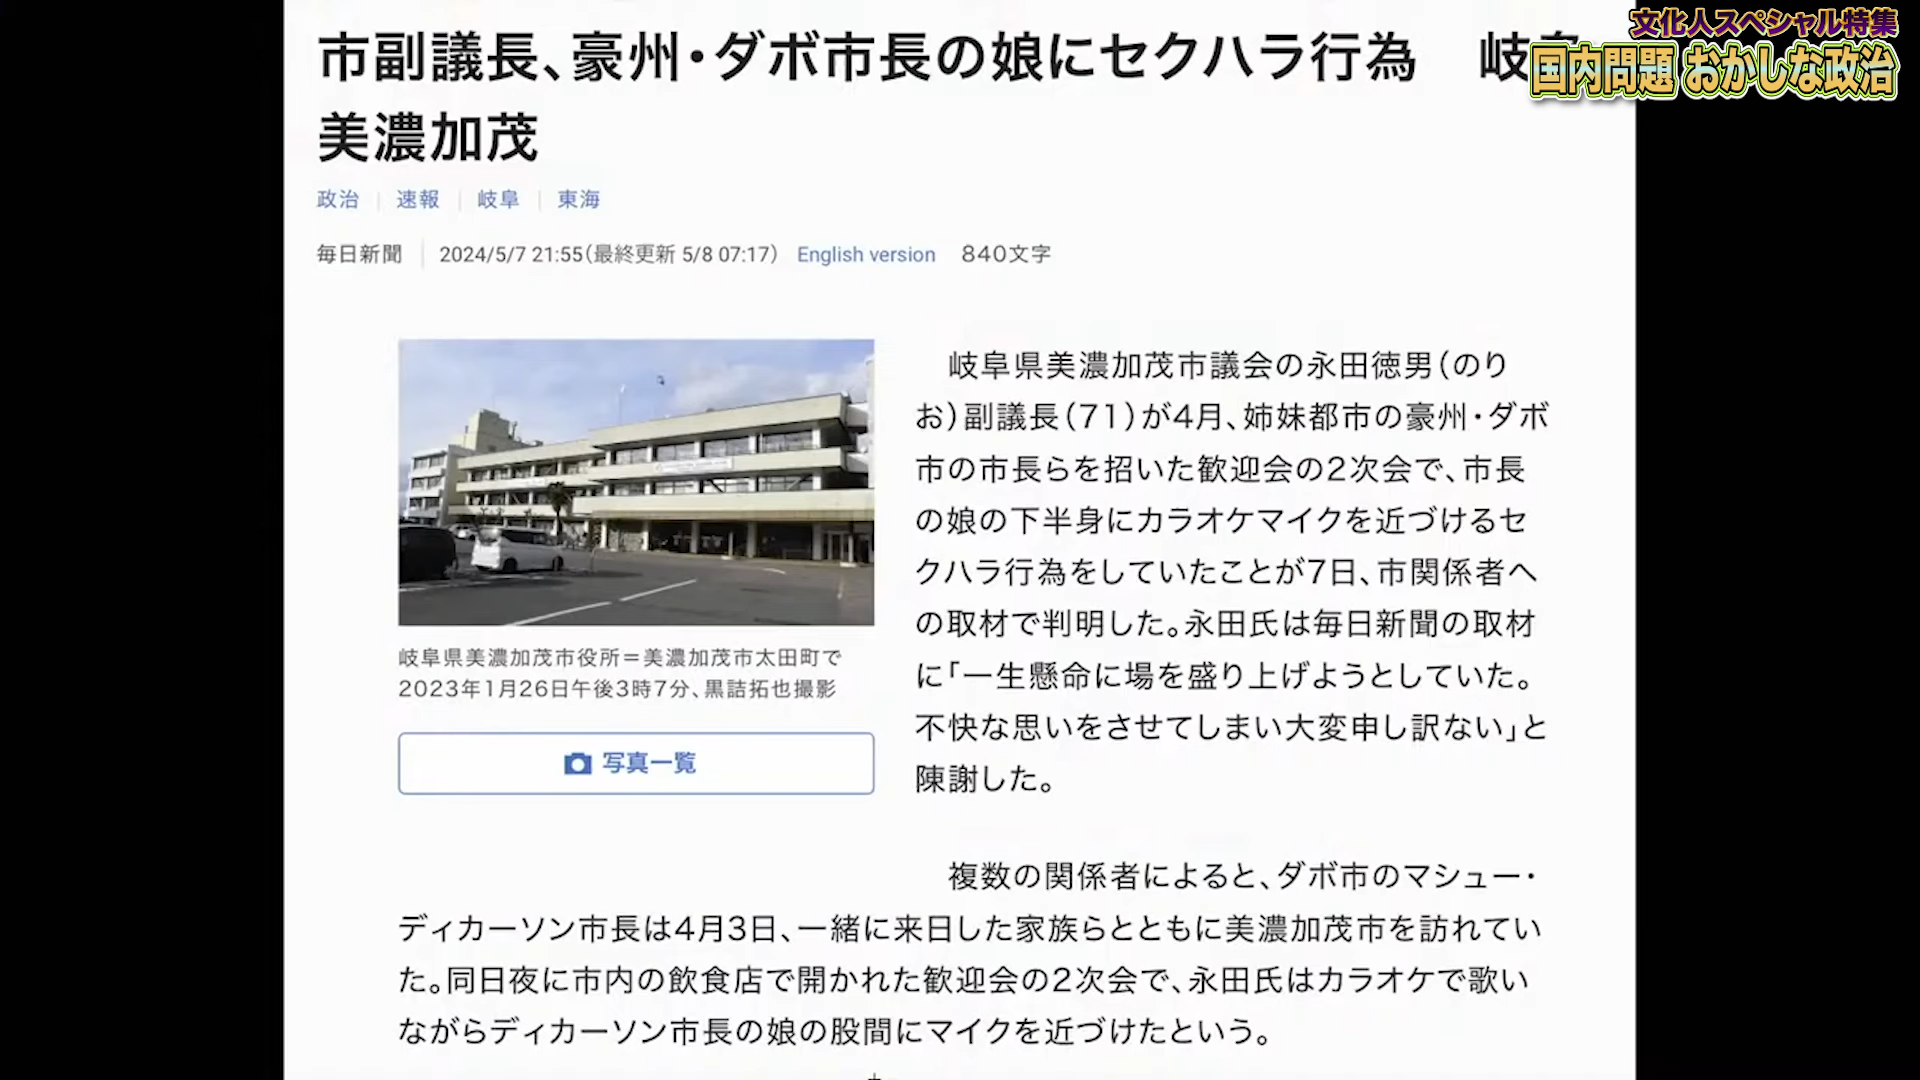 文化人スペシャル特集
国内問題 おかしな政治
市副議長、豪州・ダボ市長の娘にセクハラ行為 岐阜
美濃加茂
政治 速報 岐阜 東海
毎日新聞 2024/5/7 21:55(最終更新 5/8 07:17) English version 840文字
岐阜県美濃加茂市議会の永田徳男(のり
お)副議長(71)が4月、姉妹都市の豪州・ダボ
市の市長らを招いた歓迎会の2次会で、市長
の娘の下半身にカラオケマイクを近づけるセ
クハラ行為をしていたことが7日、市関係者へ
の取材で判明した。永田氏は毎日新聞の取材
に「一生懸命に場を盛り上げようとしていた。
不快な思いをさせてしまい大変申し訳ない」と
陳謝した。
岐阜県美濃加茂市役所=美濃加茂市太田町で
2023年1月26日午後3時7分、黒詰拓也撮影
写真一覧
複数の関係者によると、ダボ市のマシュー・
ディカーソン市長は4月3日、一緒に来日した家族らとともに美濃加茂市を訪れてい
た。同日夜に市内の飲食店で開かれた歓迎会の2次会で、永田氏はカラオケで歌い
ながらディカーソン市長の娘の股間にマイクを近づけたという。